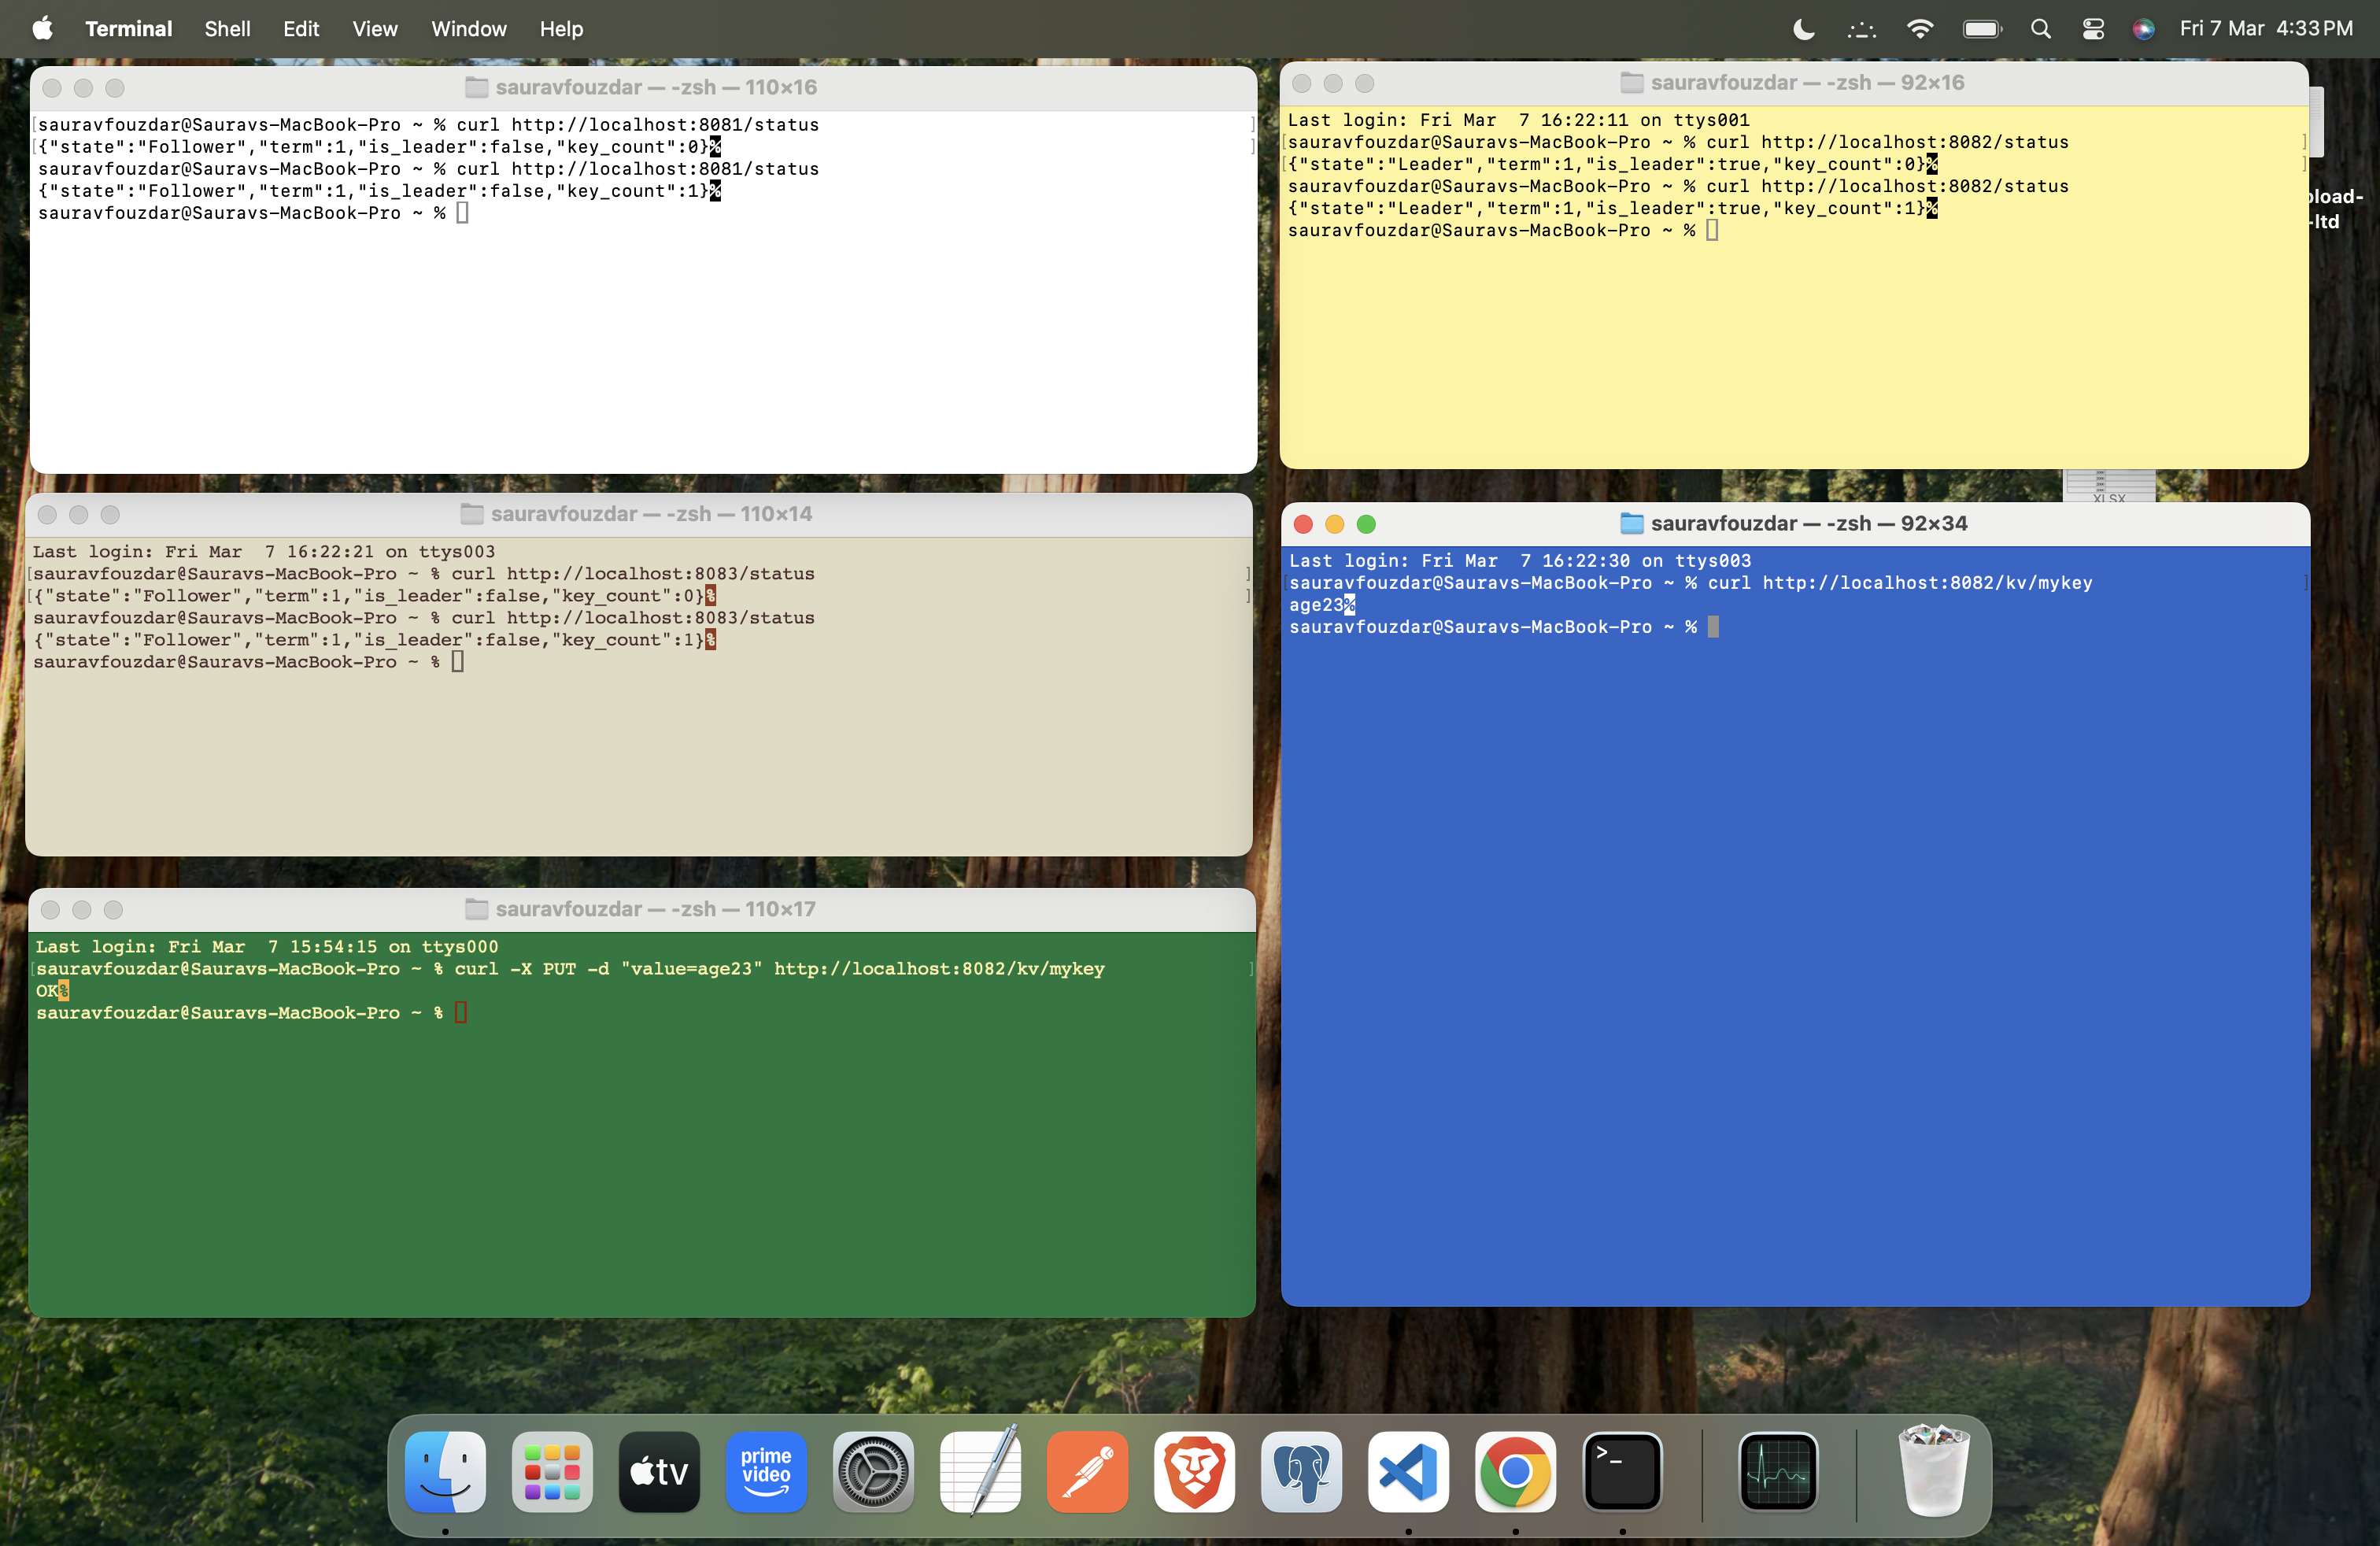 Terminal Shell Edit View Window Help Fri 7 Mar 4:33 PM
sauravfouzdar — -zsh — 110×16
sauravfouzdar@Sauravs-MacBook-Pro ~ % curl http://localhost:8081/status
{"state":"Follower","term":1,"is_leader":false,"key_count":0}%
sauravfouzdar@Sauravs-MacBook-Pro ~ % curl http://localhost:8081/status
{"state":"Follower","term":1,"is_leader":false,"key_count":1}%
sauravfouzdar@Sauravs-MacBook-Pro ~ %
sauravfouzdar — -zsh — 92×16
Last login: Fri Mar  7 16:22:11 on ttys001
sauravfouzdar@Sauravs-MacBook-Pro ~ % curl http://localhost:8082/status
{"state":"Leader","term":1,"is_leader":true,"key_count":0}%
sauravfouzdar@Sauravs-MacBook-Pro ~ % curl http://localhost:8082/status
{"state":"Leader","term":1,"is_leader":true,"key_count":1}%
sauravfouzdar@Sauravs-MacBook-Pro ~ %
-ltd
XLSX
sauravfouzdar — -zsh — 110×14
Last login: Fri Mar  7 16:22:21 on ttys003
sauravfouzdar@Sauravs-MacBook-Pro ~ % curl http://localhost:8083/status
{"state":"Follower","term":1,"is_leader":false,"key_count":0}%
sauravfouzdar@Sauravs-MacBook-Pro ~ % curl http://localhost:8083/status
{"state":"Follower","term":1,"is_leader":false,"key_count":1}%
sauravfouzdar@Sauravs-MacBook-Pro ~ %
sauravfouzdar — -zsh — 92×34
Last login: Fri Mar  7 16:22:30 on ttys003
sauravfouzdar@Sauravs-MacBook-Pro ~ % curl http://localhost:8082/kv/mykey
age23%
sauravfouzdar@Sauravs-MacBook-Pro ~ %
sauravfouzdar — -zsh — 110×17
Last login: Fri Mar  7 15:54:15 on ttys000
sauravfouzdar@Sauravs-MacBook-Pro ~ % curl -X PUT -d "value=age23" http://localhost:8082/kv/mykey
OK%
sauravfouzdar@Sauravs-MacBook-Pro ~ %
tv
prime
video
>_